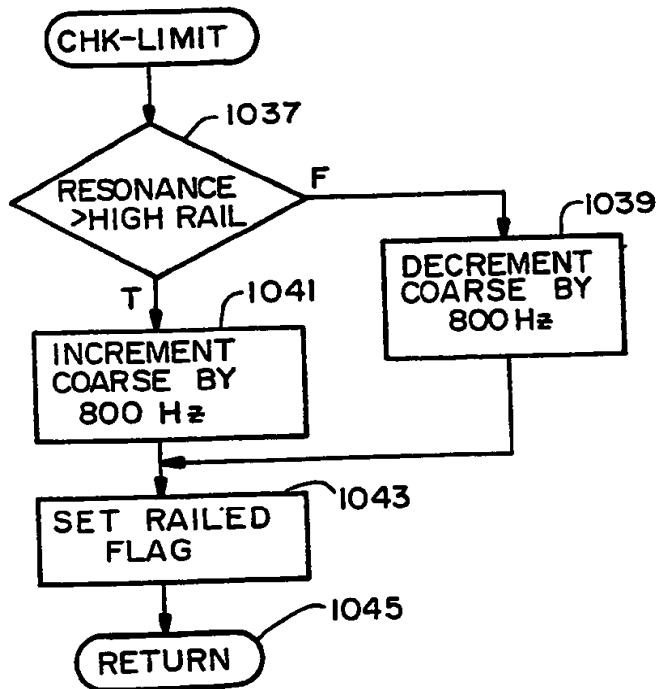 CHK-LIMIT
1037
RESONANCE
>HIGH RAIL
F
T
1039
DECREMENT
COARSE BY
800 Hz
1041
INCREMENT
COARSE BY
800 Hz
1043
SET RAILED
FLAG
1045
RETURN